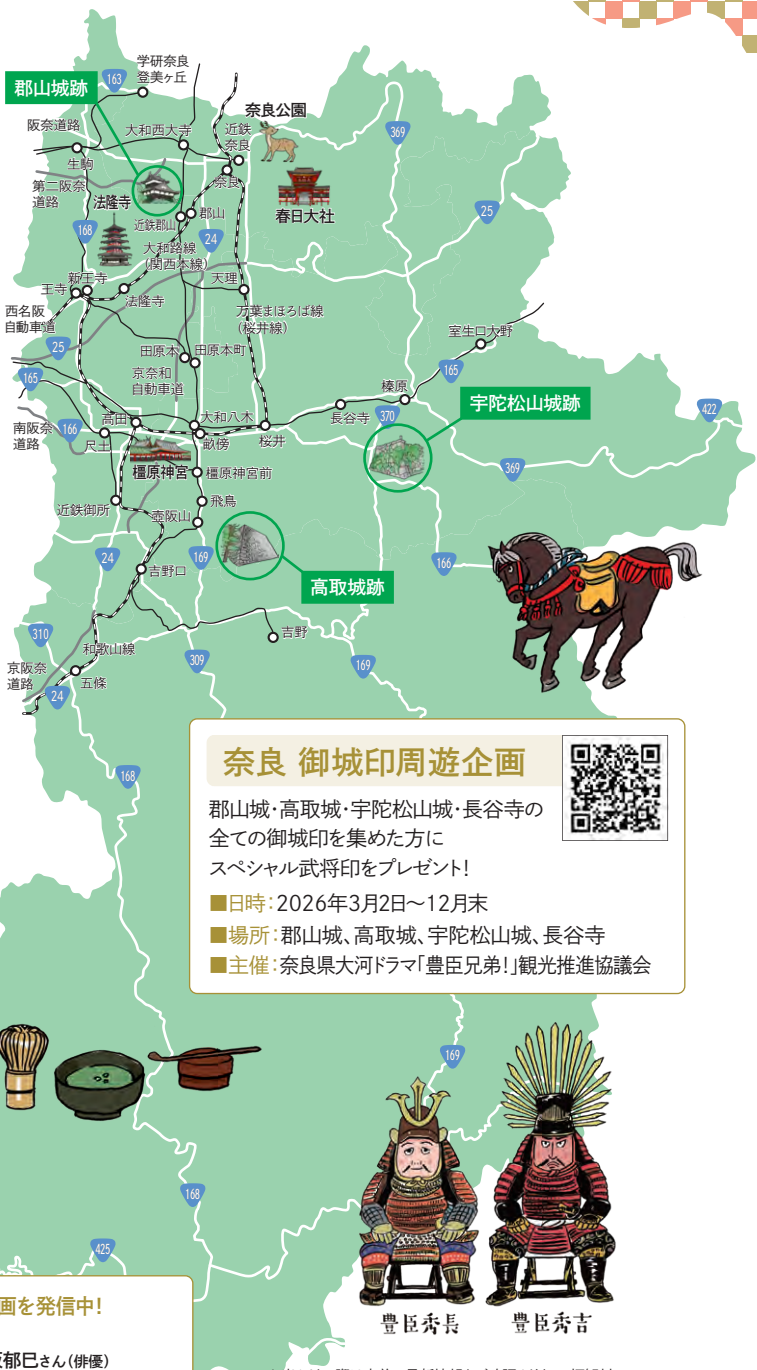 163
学研奈良
登美ヶ丘
郡山城跡
奈良公園
阪奈道路
大和西大寺
近鉄
奈良
369
生駒
奈良
第二阪奈
道路
法隆寺
春日大社
25
近鉄郡山
郡山
168
24
大和路線
(関西本線)
天理
新王寺
王寺
法隆寺
万葉まほろば線
(桜井線)
西名阪
自動車道
室生口大野
25
田原本
田原本町
165
京奈和
自動車道
165
榛原
宇陀松山城跡
長谷寺
370
422
高田
大和八木
南阪奈
道路
166
尺土
畝傍
桜井
橿原神宮
橿原神宮前
369
近鉄御所
飛鳥
壺阪山
24
169
166
吉野口
高取城跡
310
吉野
和歌山線
309
169
京阪奈
道路
五條
24
168
奈良 御城印周遊企画
郡山城・高取城・宇陀松山城・長谷寺の
全ての御城印を集めた方に
スペシャル武将印をプレゼント!
■日時:2026年3月2日〜12月末
■場所:郡山城、高取城、宇陀松山城、長谷寺
■主催:奈良県大河ドラマ「豊臣兄弟!」観光推進協議会
169
168
425
豊臣秀長
豊臣秀吉
画を発信中!
郁巳さん(俳優)